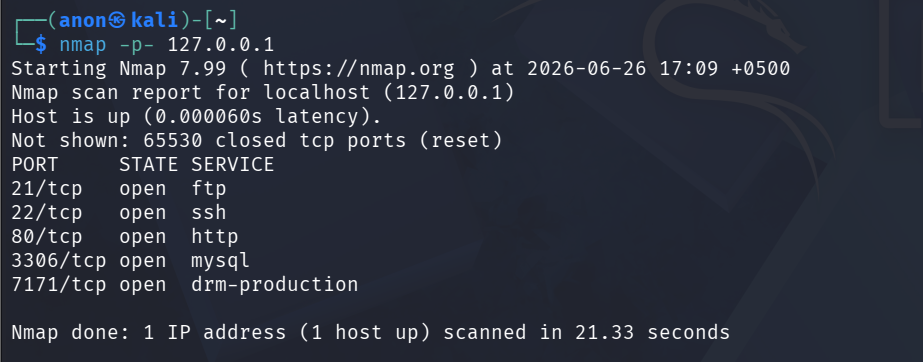 ┌──(anon㉿kali)-[~]
└─$ nmap -p- 127.0.0.1
Starting Nmap 7.99 ( https://nmap.org ) at 2026-06-26 17:09 +0500
Nmap scan report for localhost (127.0.0.1)
Host is up (0.000060s latency).
Not shown: 65530 closed tcp ports (reset)
PORT     STATE SERVICE
21/tcp   open  ftp
22/tcp   open  ssh
80/tcp   open  http
3306/tcp open  mysql
7171/tcp open  drm-production
Nmap done: 1 IP address (1 host up) scanned in 21.33 seconds